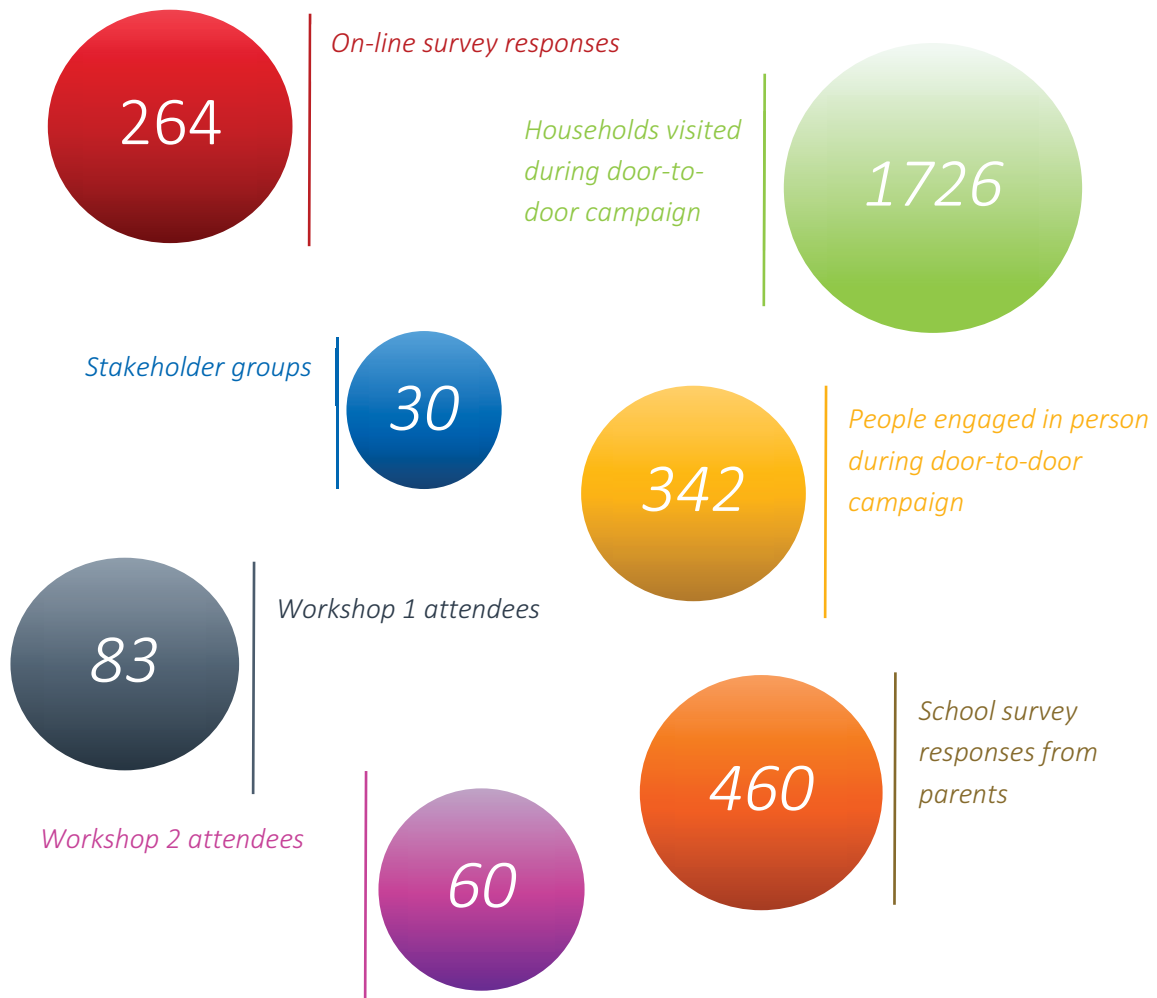 264
On-line survey responses
Households visited
during door-to-
door campaign
1726
Stakeholder groups
30
342
People engaged in person
during door-to-door
campaign
83
Workshop 1 attendees
460
School survey
responses from
parents
Workshop 2 attendees
60